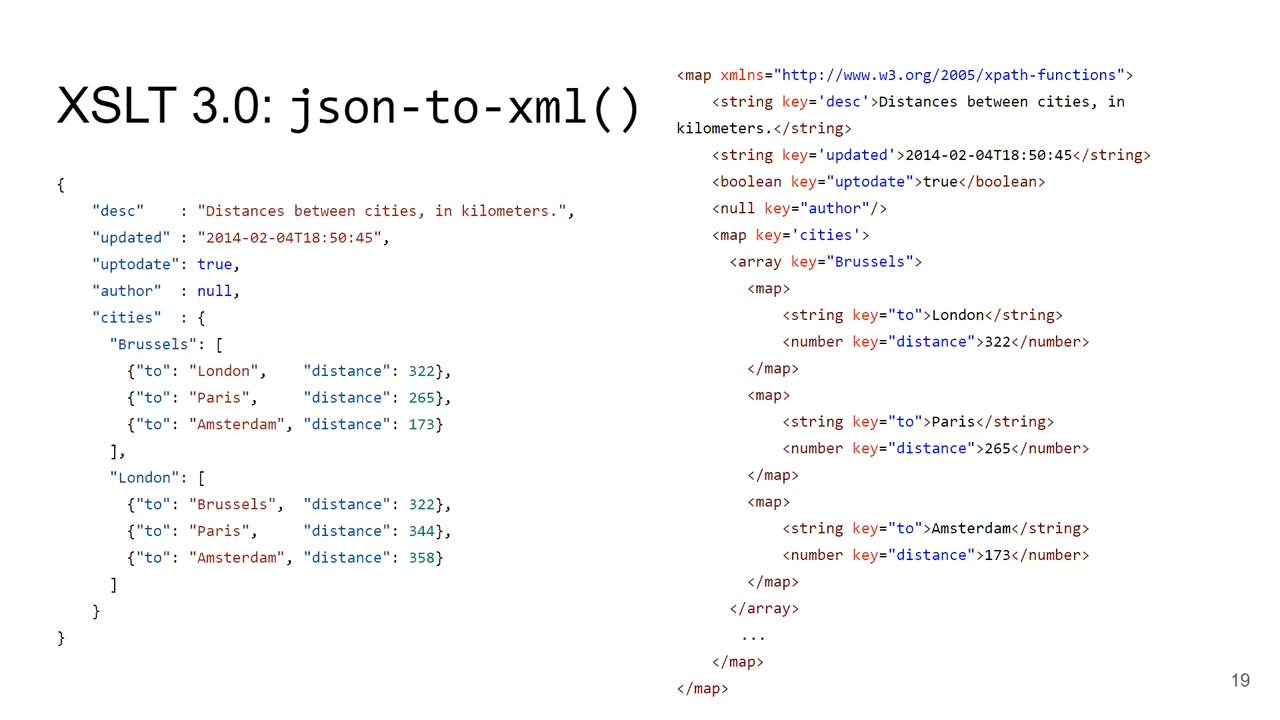 XSLT 3.0: json-to-xml()
{
    "desc"    : "Distances between cities, in kilometers.",
    "updated" : "2014-02-04T18:50:45",
    "uptodate": true,
    "author"  : null,
    "cities"  : {
      "Brussels": [
        {"to": "London",    "distance": 322},
        {"to": "Paris",     "distance": 265},
        {"to": "Amsterdam", "distance": 173}
      ],
      "London": [
        {"to": "Brussels",  "distance": 322},
        {"to": "Paris",     "distance": 344},
        {"to": "Amsterdam", "distance": 358}
      ]
    }
}
<map xmlns="http://www.w3.org/2005/xpath-functions">
    <string key='desc'>Distances between cities, in
kilometers.</string>
    <string key='updated'>2014-02-04T18:50:45</string>
    <boolean key="uptodate">true</boolean>
    <null key="author"/>
    <map key='cities'>
      <array key="Brussels">
        <map>
            <string key="to">London</string>
            <number key="distance">322</number>
        </map>
        <map>
            <string key="to">Paris</string>
            <number key="distance">265</number>
        </map>
        <map>
            <string key="to">Amsterdam</string>
            <number key="distance">173</number>
        </map>
      </array>
       ...
    </map>
</map>
19